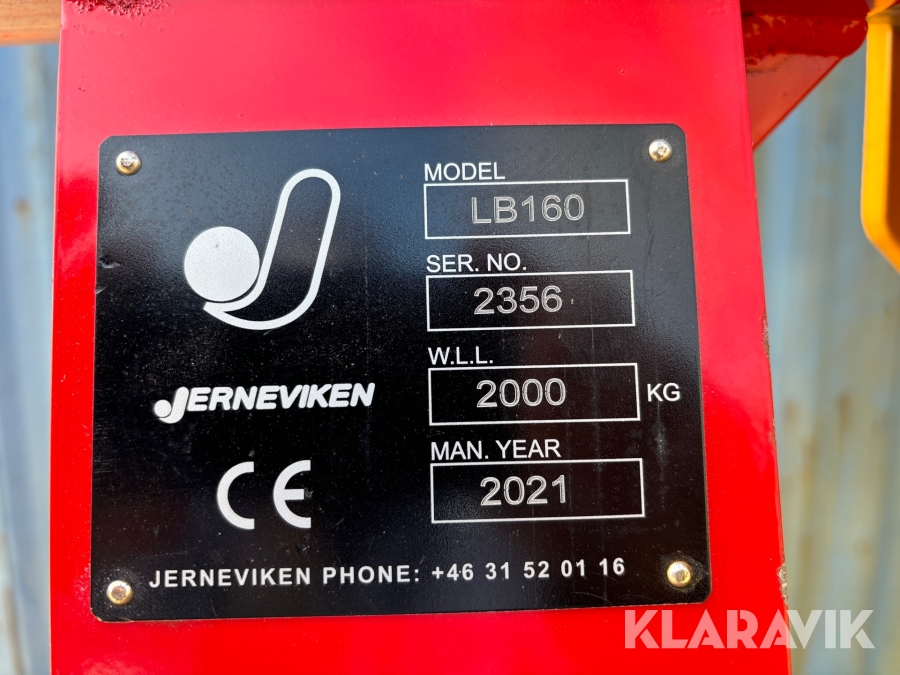 MODEL
LB160
SER. NO.
2356
W.L.L.
2000 KG
MAN. YEAR
2021
JERNEVIKEN
CE
JERNEVIKEN PHONE: +46 31 52 01 16
KLARAVIK